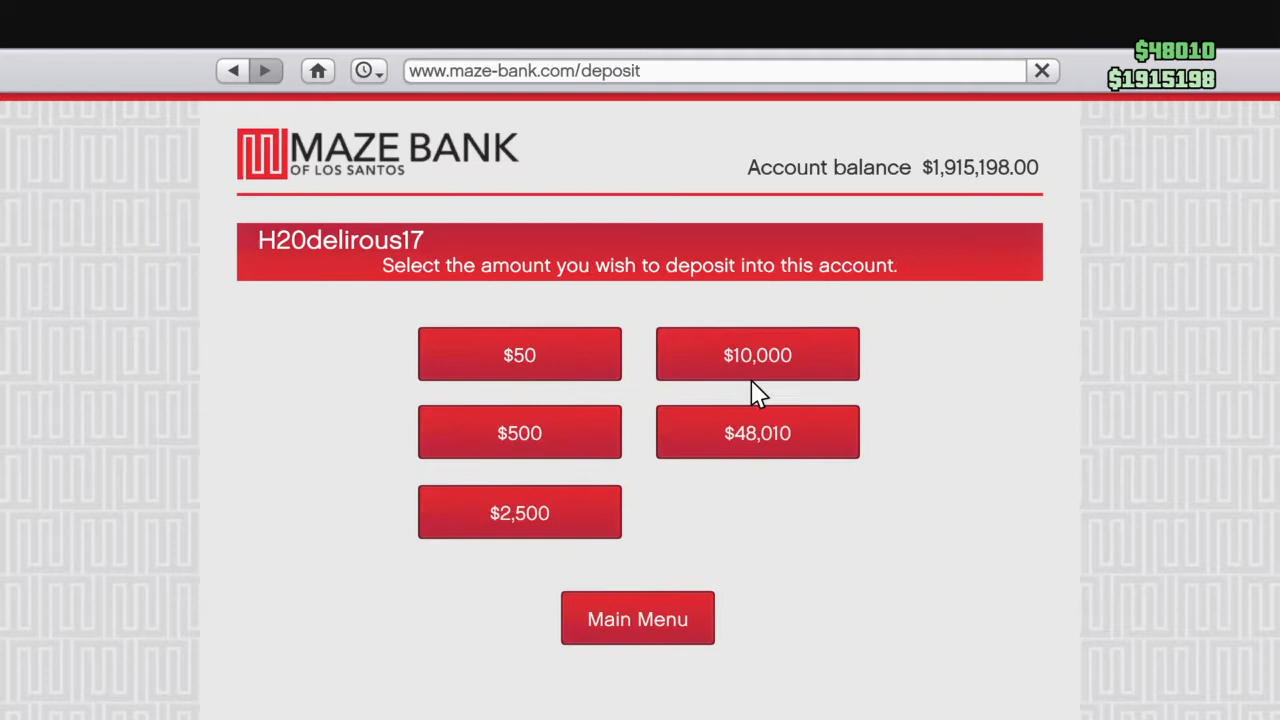 $48010
www.maze-bank.com/deposit
$1915198
MAZE BANK
OF LOS SANTOS
Account balance $1,915,198.00
H20delirous17
Select the amount you wish to deposit into this account.
$50
$10,000
$500
$48,010
$2,500
Main Menu